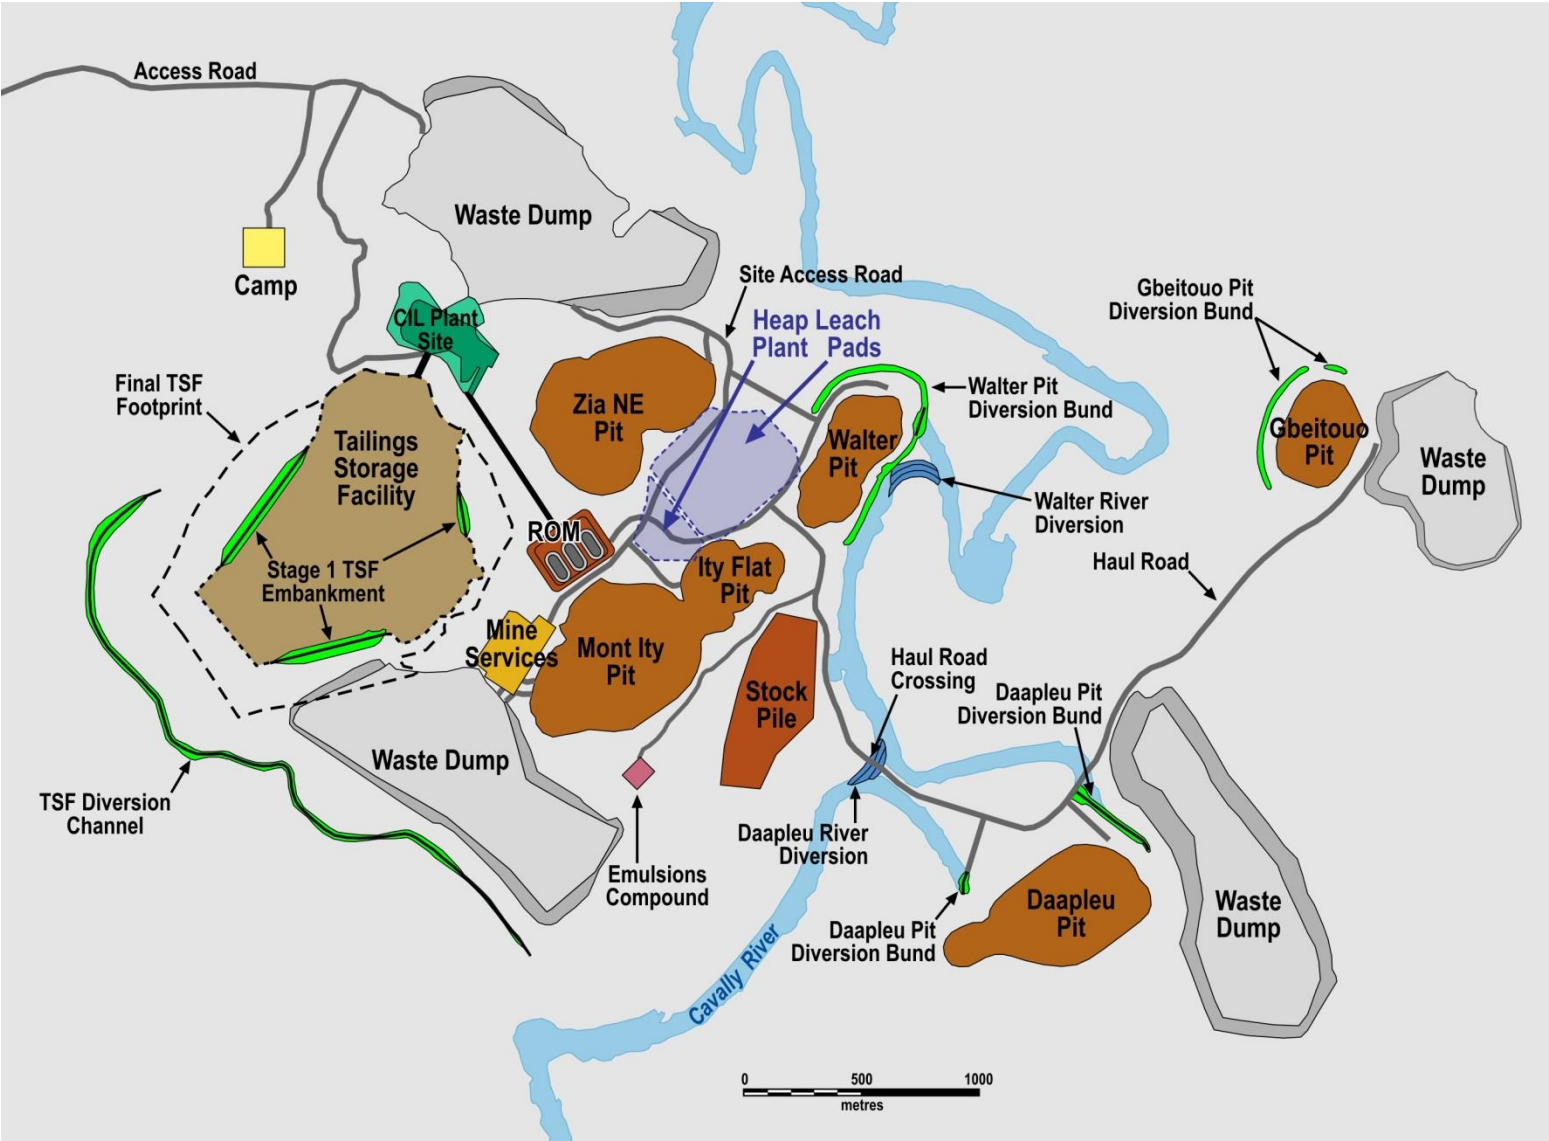 Access Road
Waste Dump
Camp
Site Access Road
CIL Plant
Site
Heap Leach
Plant Pads
Gbeitouo Pit
Diversion Bund
Final TSF
Footprint
Zia NE
Pit
Walter Pit
Diversion Bund
Tailings
Storage
Facility
Walter
Pit
Gbeitouo
Pit
Waste
Dump
Walter River
Diversion
ROM
Stage 1 TSF
Embankment
Ity Flat
Pit
Haul Road
Mine
Services
Mont Ity
Pit
Stock
Pile
Haul Road
Crossing
Daapleu Pit
Diversion Bund
Waste Dump
TSF Diversion
Channel
Daapleu River
Diversion
Emulsions
Compound
Daapleu Pit
Diversion Bund
Daapleu
Pit
Waste
Dump
Cavally River
0 500 1000
metres